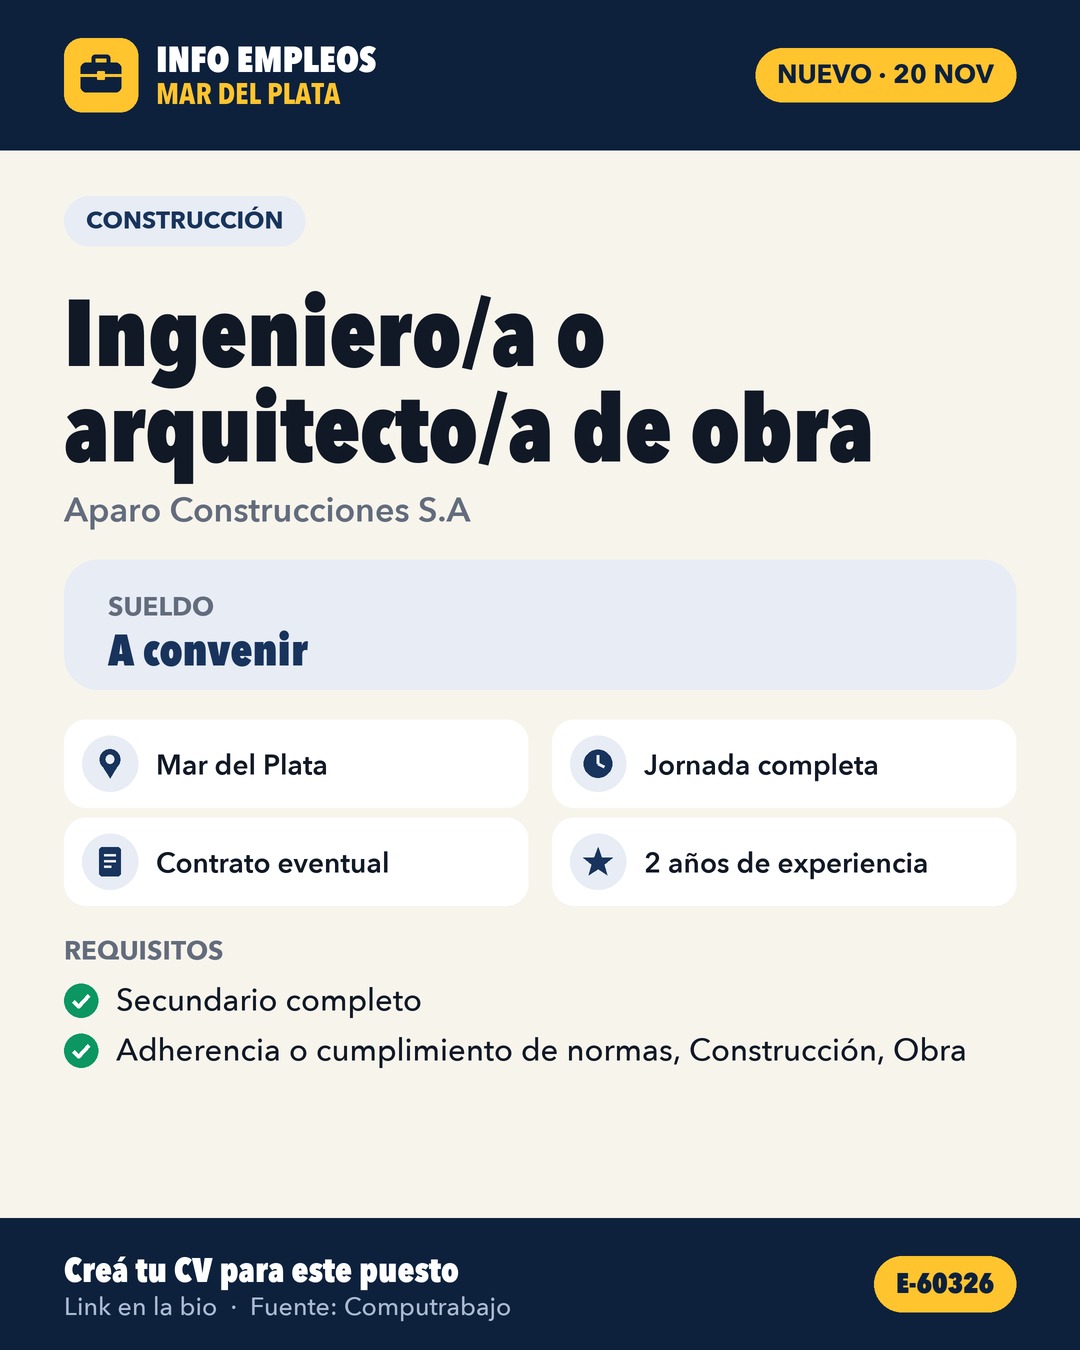 INFO EMPLEOS
MAR DEL PLATA
NUEVO · 20 NOV
CONSTRUCCIÓN
Ingeniero/a o
arquitecto/a de obra
Aparo Construcciones S.A
SUELDO
A convenir
Mar del Plata
Jornada completa
Contrato eventual
2 años de experiencia
REQUISITOS
Secundario completo
Adherencia o cumplimiento de normas, Construcción, Obra
Creá tu CV para este puesto
Link en la bio · Fuente: Computrabajo
E-60326